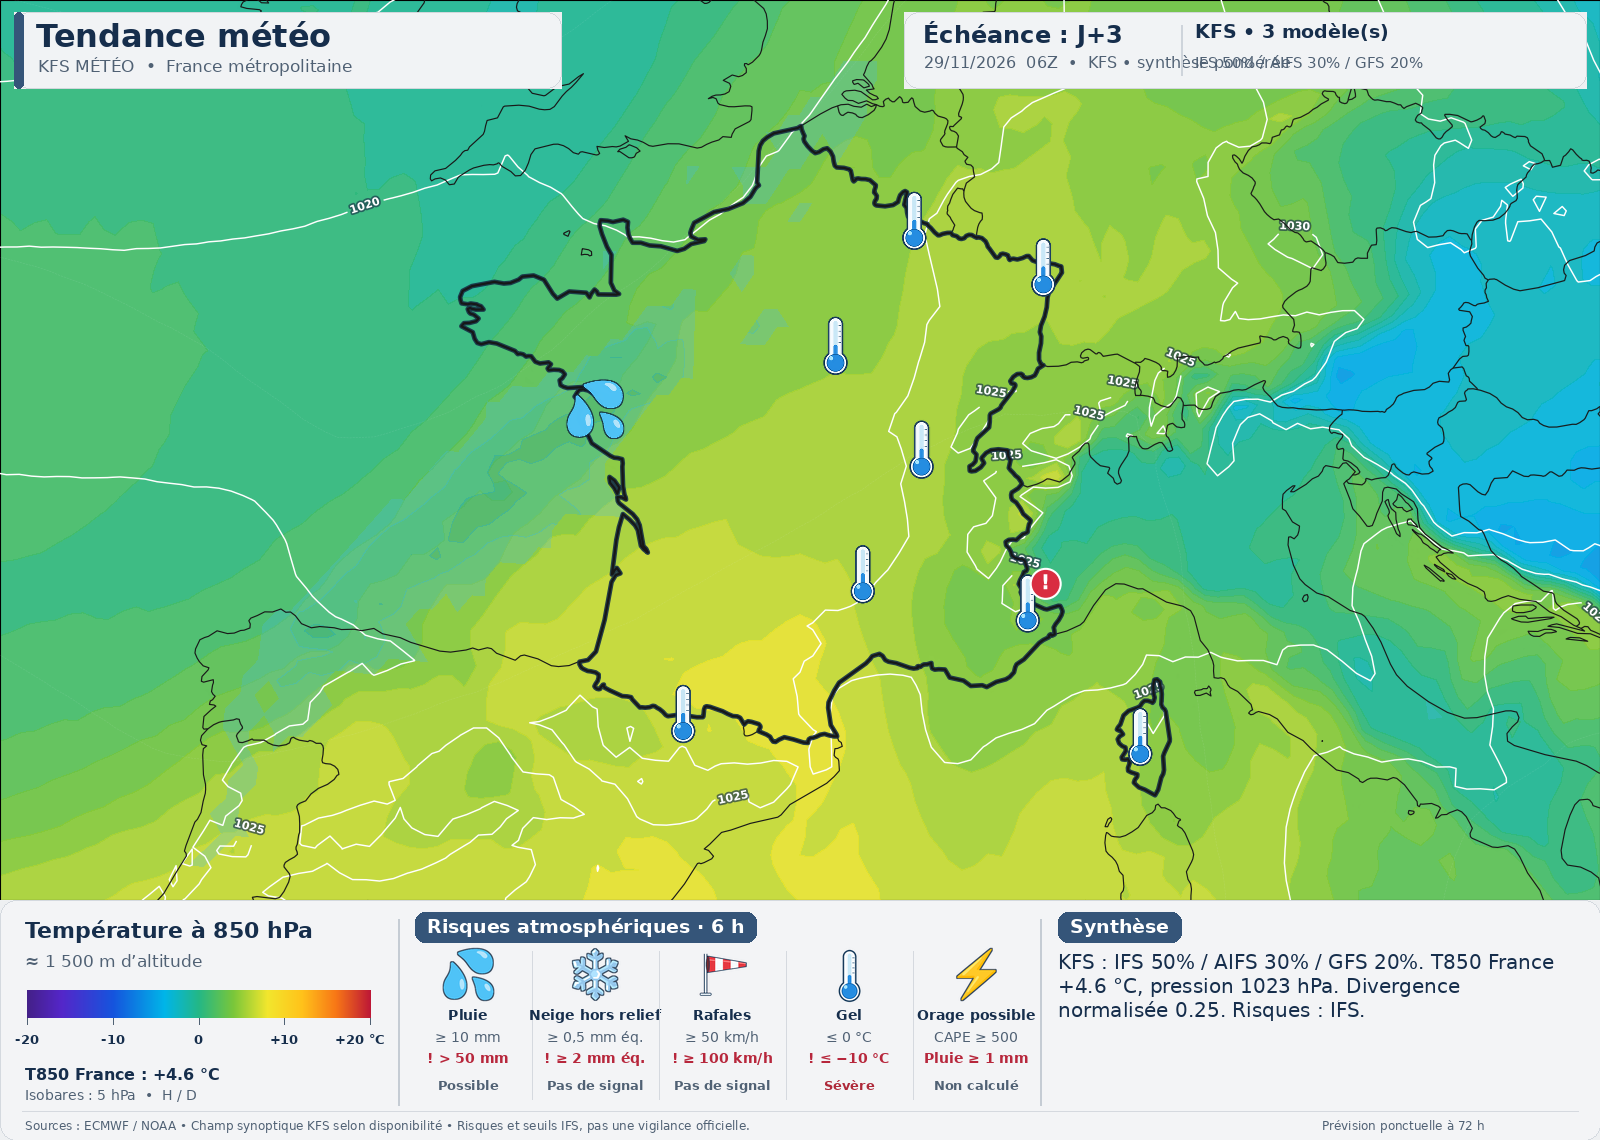 Tendance météo
KFS MÉTÉO • France métropolitaine
Échéance : J+3
29/11/2026 06Z • KFS • synthèse pondérée
KFS • 3 modèle(s)
IFS 50% / AIFS 30% / GFS 20%
1020
1030
1025
1025
1025
1025
1025
1025
1025
1025
!
Température à 850 hPa
≈ 1 500 m d’altitude
-20 -10 0 +10 +20 °C
T850 France : +4.6 °C
Isobares : 5 hPa • H / D
Risques atmosphériques · 6 h
Pluie
≥ 10 mm
! > 50 mm
Possible
Neige hors relief
≥ 0,5 mm éq.
! ≥ 2 mm éq.
Pas de signal
Rafales
≥ 50 km/h
! ≥ 100 km/h
Pas de signal
Gel
≤ 0 °C
! ≤ −10 °C
Sévère
Orage possible
CAPE ≥ 500
Pluie ≥ 1 mm
Non calculé
Synthèse
KFS : IFS 50% / AIFS 30% / GFS 20%. T850 France
+4.6 °C, pression 1023 hPa. Divergence
normalisée 0.25. Risques : IFS.
Sources : ECMWF / NOAA • Champ synoptique KFS selon disponibilité • Risques et seuils IFS, pas une vigilance officielle.
Prévision ponctuelle à 72 h